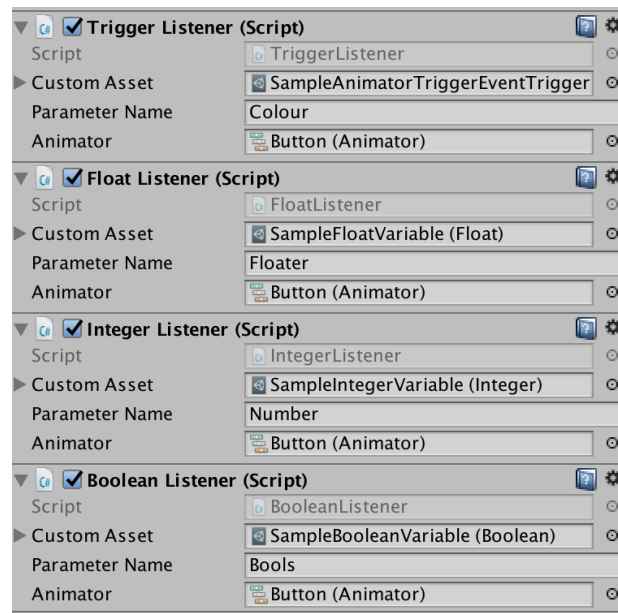 Trigger Listener (Script)
Script TriggerListener
Custom Asset SampleAnimatorTriggerEventTrigger
Parameter Name Colour
Animator Button (Animator)
Float Listener (Script)
Script FloatListener
Custom Asset SampleFloatVariable (Float)
Parameter Name Floater
Animator Button (Animator)
Integer Listener (Script)
Script IntegerListener
Custom Asset SampleIntegerVariable (Integer)
Parameter Name Number
Animator Button (Animator)
Boolean Listener (Script)
Script BooleanListener
Custom Asset SampleBooleanVariable (Boolean)
Parameter Name Bools
Animator Button (Animator)